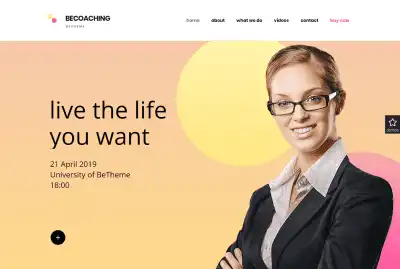 BECOACHING
BETHEME
home about what we do videos contact buy now
live the life
you want
21 April 2019
University of BeTheme
18:00
demos